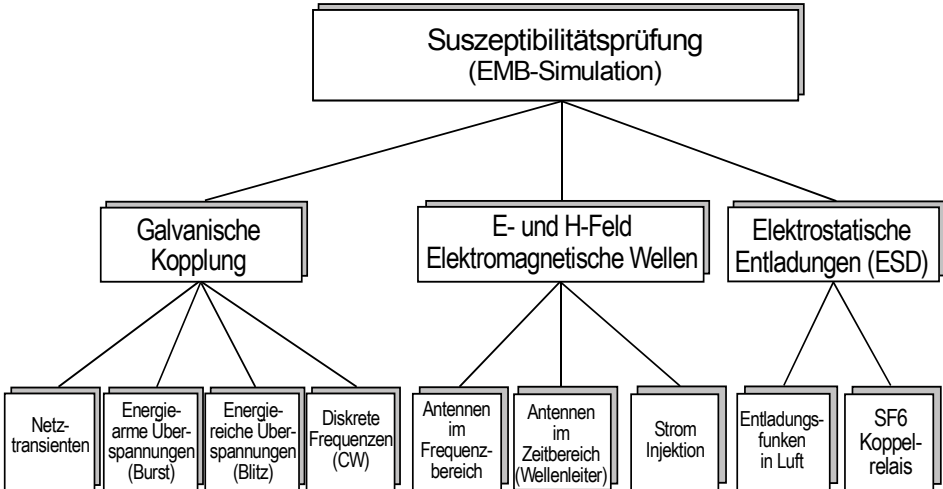 Suszeptibilitätsprüfung
(EMB-Simulation)
Galvanische
Kopplung
E- und H-Feld
Elektromagnetische Wellen
Elektrostatische
Entladungen (ESD)
Netz-
transienten
Energie-
arme Über-
spannungen
(Burst)
Energie-
reiche Über-
spannungen
(Blitz)
Diskrete
Frequenzen
(CW)
Antennen
im
Frequenz-
bereich
Antennen
im
Zeitbereich
(Wellenleiter)
Strom
Injektion
Entladungs-
funken
in Luft
SF6
Koppel-
relais